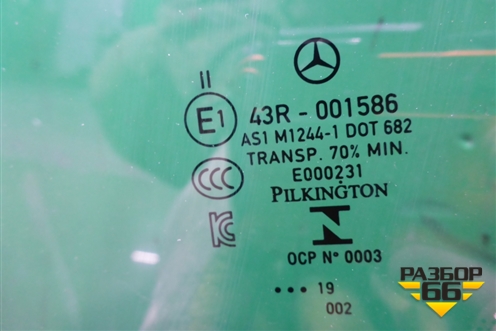 II
E1
43R - 001586
AS1 M1244-1 DOT 682
TRANSP. 70% MIN.
E000231
CCC
PILKINGTON
OCP Nº 0003
••• 19
002
РАЗБОР
66